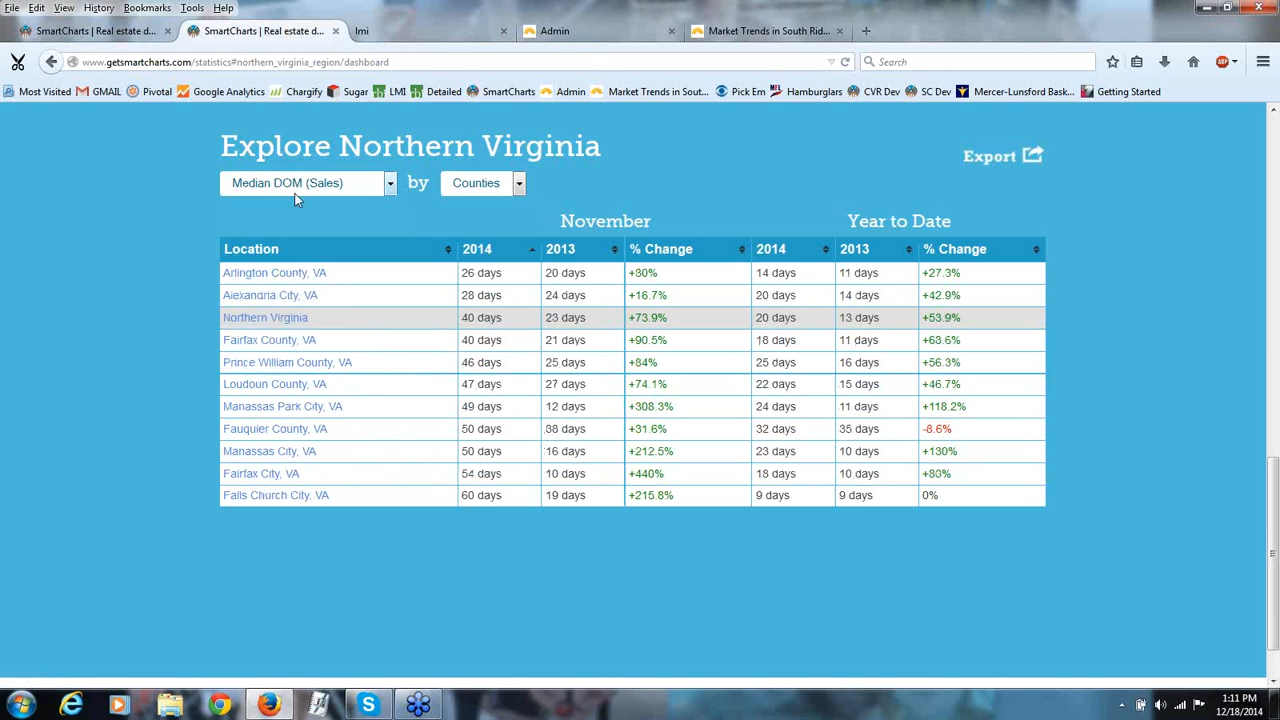 File Edit View History Bookmarks Tools Help
SmartCharts | Real estate d... × SmartCharts | Real estate d... × lmi × Admin × Market Trends in South Rid... × +
www.getsmartcharts.com/statistics#northern_virginia_region/dashboard Search ABP
Most Visited GMAIL Pivotal Google Analytics Chargify Sugar LMI Detailed SmartCharts Admin Market Trends in Sout... Pick Em Hamburglars CVR Dev SC Dev Mercer-Lunsford Bask... Getting Started
Explore Northern Virginia
Export
Median DOM (Sales) by Counties
November Year to Date
Location 2014 2013 % Change 2014 2013 % Change
Arlington County, VA 26 days 20 days +30% 14 days 11 days +27.3%
Alexandria City, VA 28 days 24 days +16.7% 20 days 14 days +42.9%
Northern Virginia 40 days 23 days +73.9% 20 days 13 days +53.9%
Fairfax County, VA 40 days 21 days +90.5% 18 days 11 days +63.6%
Prince William County, VA 46 days 25 days +84% 25 days 16 days +56.3%
Loudoun County, VA 47 days 27 days +74.1% 22 days 15 days +46.7%
Manassas Park City, VA 49 days 12 days +308.3% 24 days 11 days +118.2%
Fauquier County, VA 50 days 38 days +31.6% 32 days 35 days -8.6%
Manassas City, VA 50 days 16 days +212.5% 23 days 10 days +130%
Fairfax City, VA 54 days 10 days +440% 18 days 10 days +80%
Falls Church City, VA 60 days 19 days +215.8% 9 days 9 days 0%
1:11 PM
12/18/2014